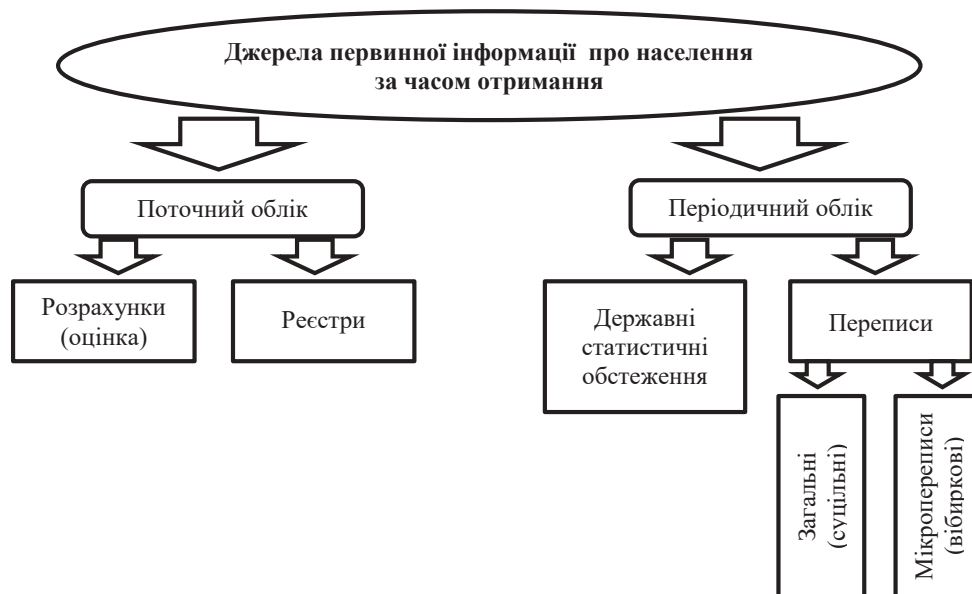 Джерела первинної інформації про населення
за часом отримання
Поточний облік
Періодичний облік
Розрахунки
(оцінка)
Реєстри
Державні
статистичні
обстеження
Переписи
Загальні
(суцільні)
Мікропереписи
(вібиркові)